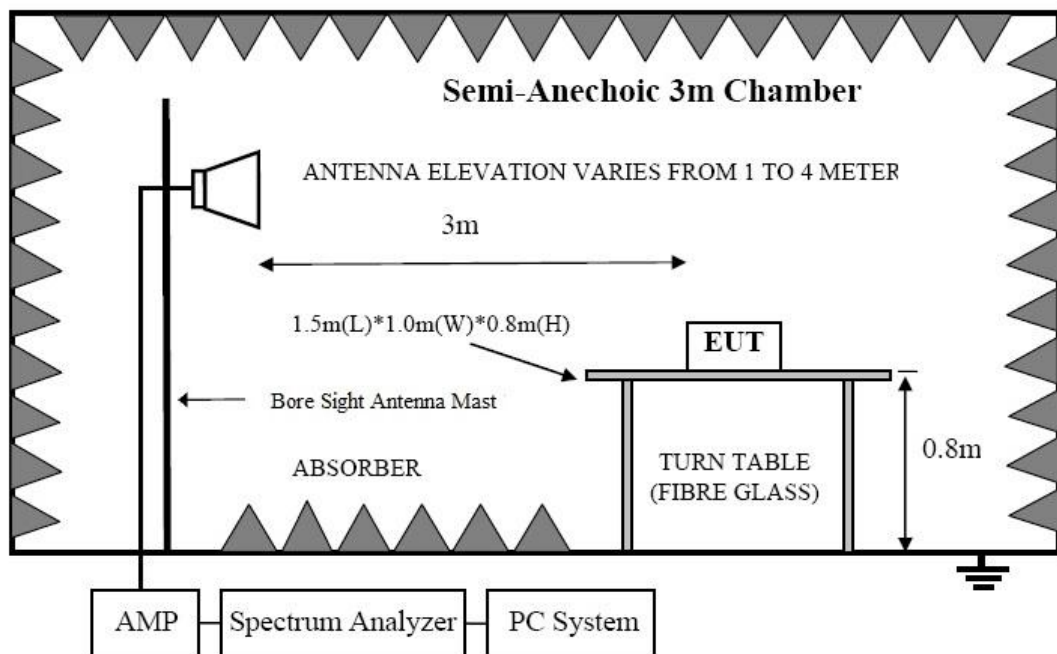 Semi-Anechoic 3m Chamber
ANTENNA ELEVATION VARIES FROM 1 TO 4 METER
3m
1.5m(L)*1.0m(W)*0.8m(H)
EUT
Bore Sight Antenna Mast
0.8m
ABSORBER
TURN TABLE
(FIBRE GLASS)
AMP
Spectrum Analyzer
PC System